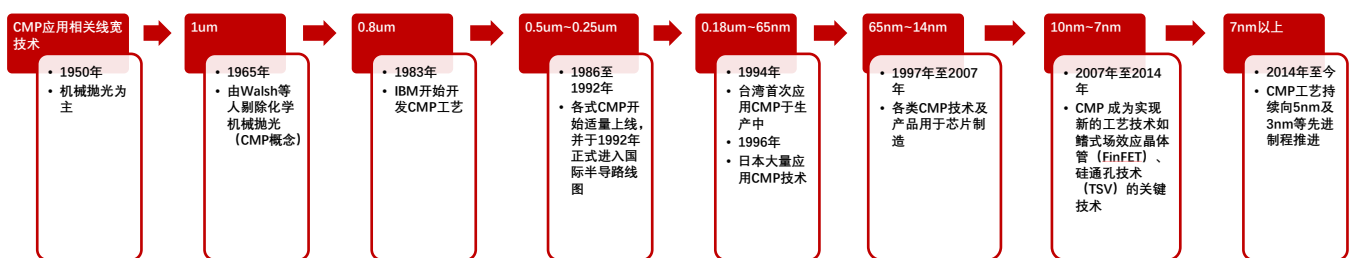 CMP应用相关线宽
技术
• 1950年
• 机械抛光为
主
1um
• 1965年
• 由Walsh等
人剔除化学
机械抛光
（CMP概念）
0.8um
• 1983年
• IBM开始开
发CMP工艺
0.5um~0.25um
• 1986至
1992年
• 各式CMP开
始适量上线，
并于1992年
正式进入国
际半导路线
图
0.18um~65nm
• 1994年
• 台湾首次应
用CMP于生
产中
• 1996年
• 日本大量应
用CMP技术
65nm~14nm
• 1997年至2007
年
• 各类CMP技术及
产品用于芯片制
造
10nm~7nm
• 2007年至2014
年
• CMP 成为实现
新的工艺技术如
鳍式场效应晶体
管（FinFET）、
硅通孔技术
（TSV）的关键
技术
7nm以上
• 2014年至今
• CMP工艺持
续向5nm及
3nm等先进
制程推进